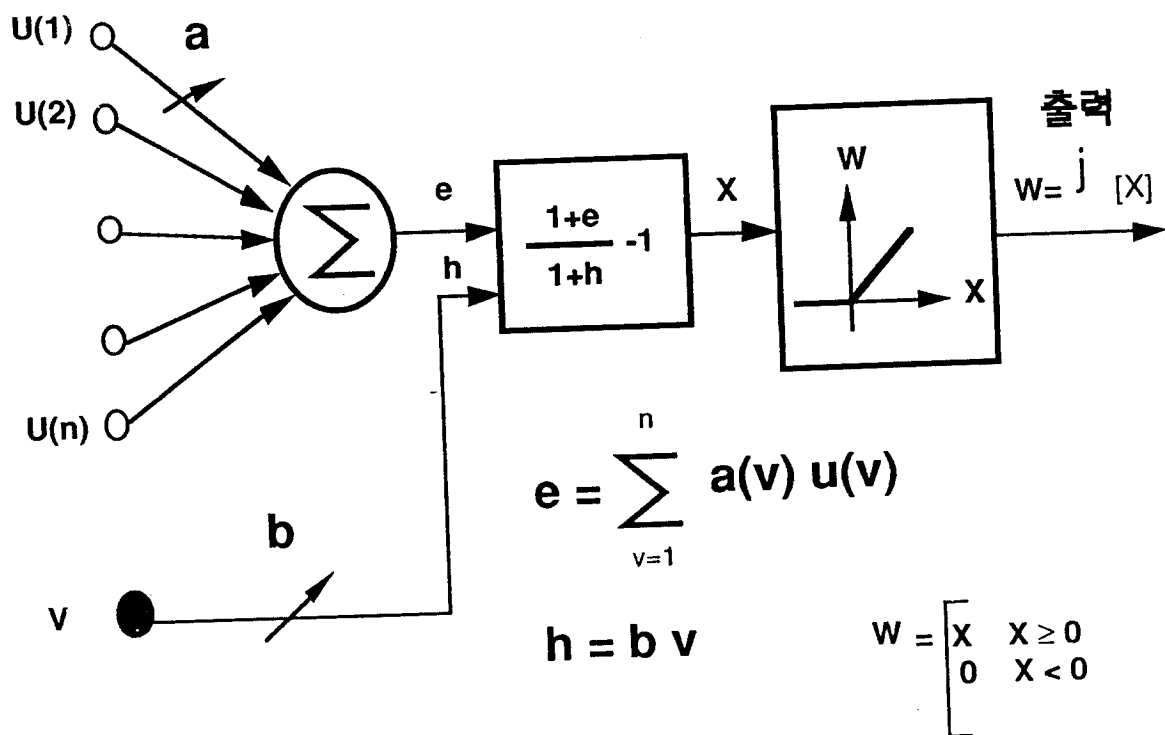 U(1)
a
U(2)
U(n)
Σ
e
h
1+e
1+h
-1
X
W
X
출력
W= j [X]
n
e = Σ a(v) u(v)
v=1
b
V
h = b v
W = X X ≥ 0
0 X < 0